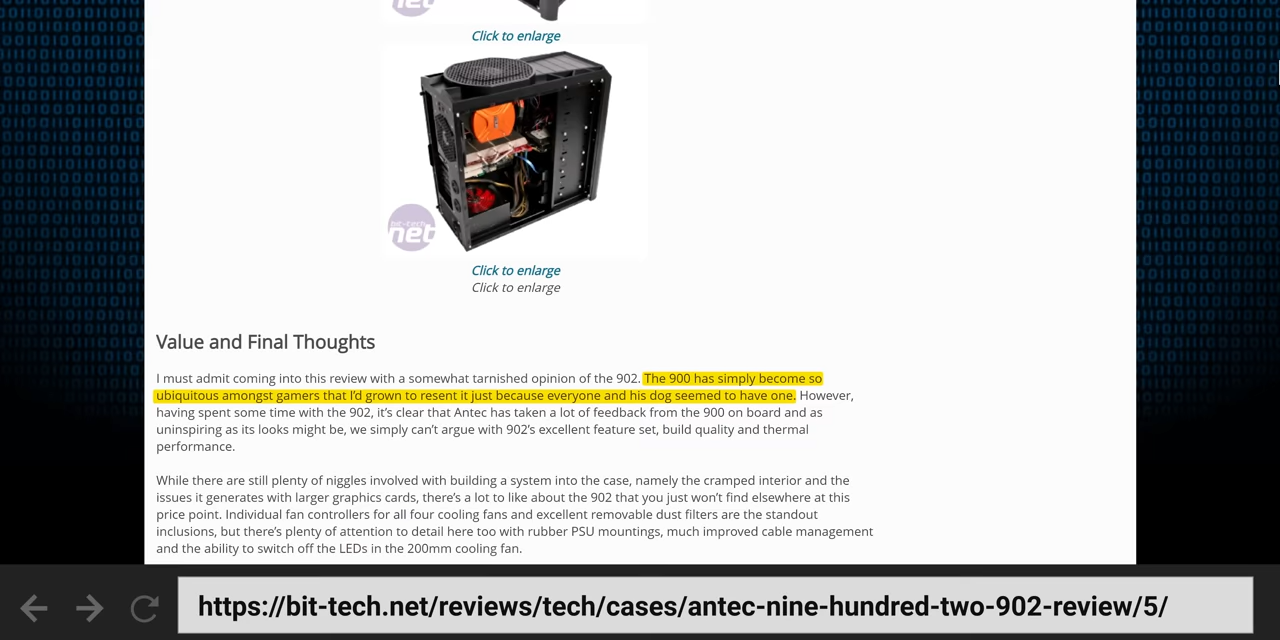 net
Click to enlarge
bit-tech
net
Click to enlarge
Click to enlarge
Value and Final Thoughts
I must admit coming into this review with a somewhat tarnished opinion of the 902. The 900 has simply become so
ubiquitous amongst gamers that I’d grown to resent it just because everyone and his dog seemed to have one. However,
having spent some time with the 902, it’s clear that Antec has taken a lot of feedback from the 900 on board and as
uninspiring as its looks might be, we simply can’t argue with 902’s excellent feature set, build quality and thermal
performance.
While there are still plenty of niggles involved with building a system into the case, namely the cramped interior and the
issues it generates with larger graphics cards, there’s a lot to like about the 902 that you just won’t find elsewhere at this
price point. Individual fan controllers for all four cooling fans and excellent removable dust filters are the standout
inclusions, but there’s plenty of attention to detail here too with rubber PSU mountings, much improved cable management
and the ability to switch off the LEDs in the 200mm cooling fan.
https://bit-tech.net/reviews/tech/cases/antec-nine-hundred-two-902-review/5/